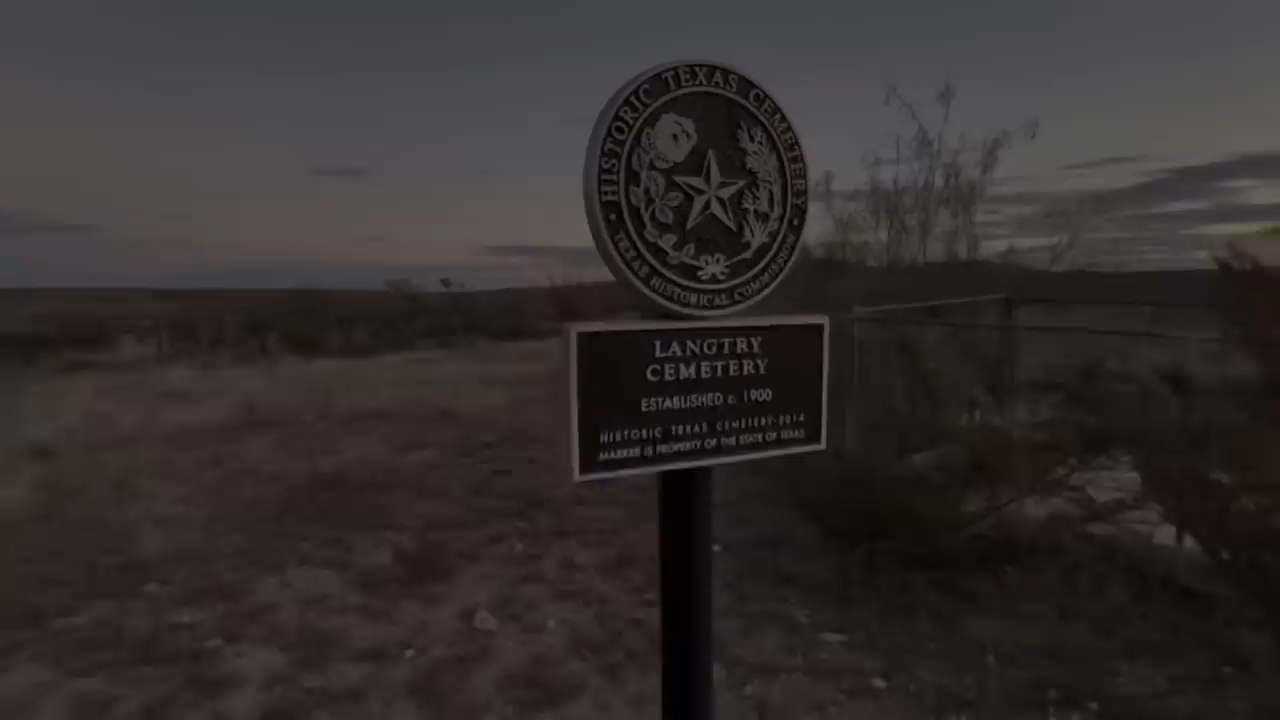 HISTORIC TEXAS CEMETERY
TEXAS HISTORICAL COMMISSION
LANGTRY
CEMETERY
ESTABLISHED c. 1900
HISTORIC TEXAS CEMETERY-2014
MARKER IS PROPERTY OF THE STATE OF TEXAS